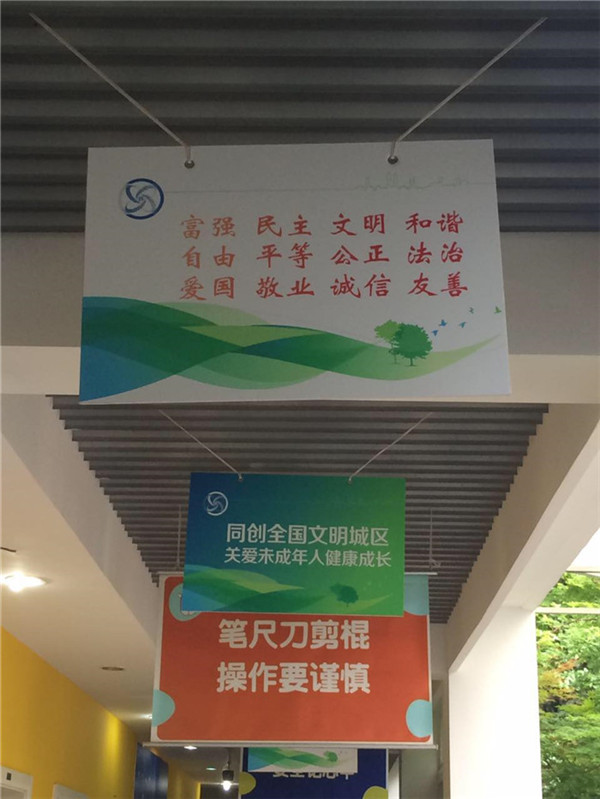 富强 民主 文明 和谐
自由 平等 公正 法治
爱国 敬业 诚信 友善
同创全国文明城区
关爱未成年人健康成长
笔尺刀剪棍
操作要谨慎